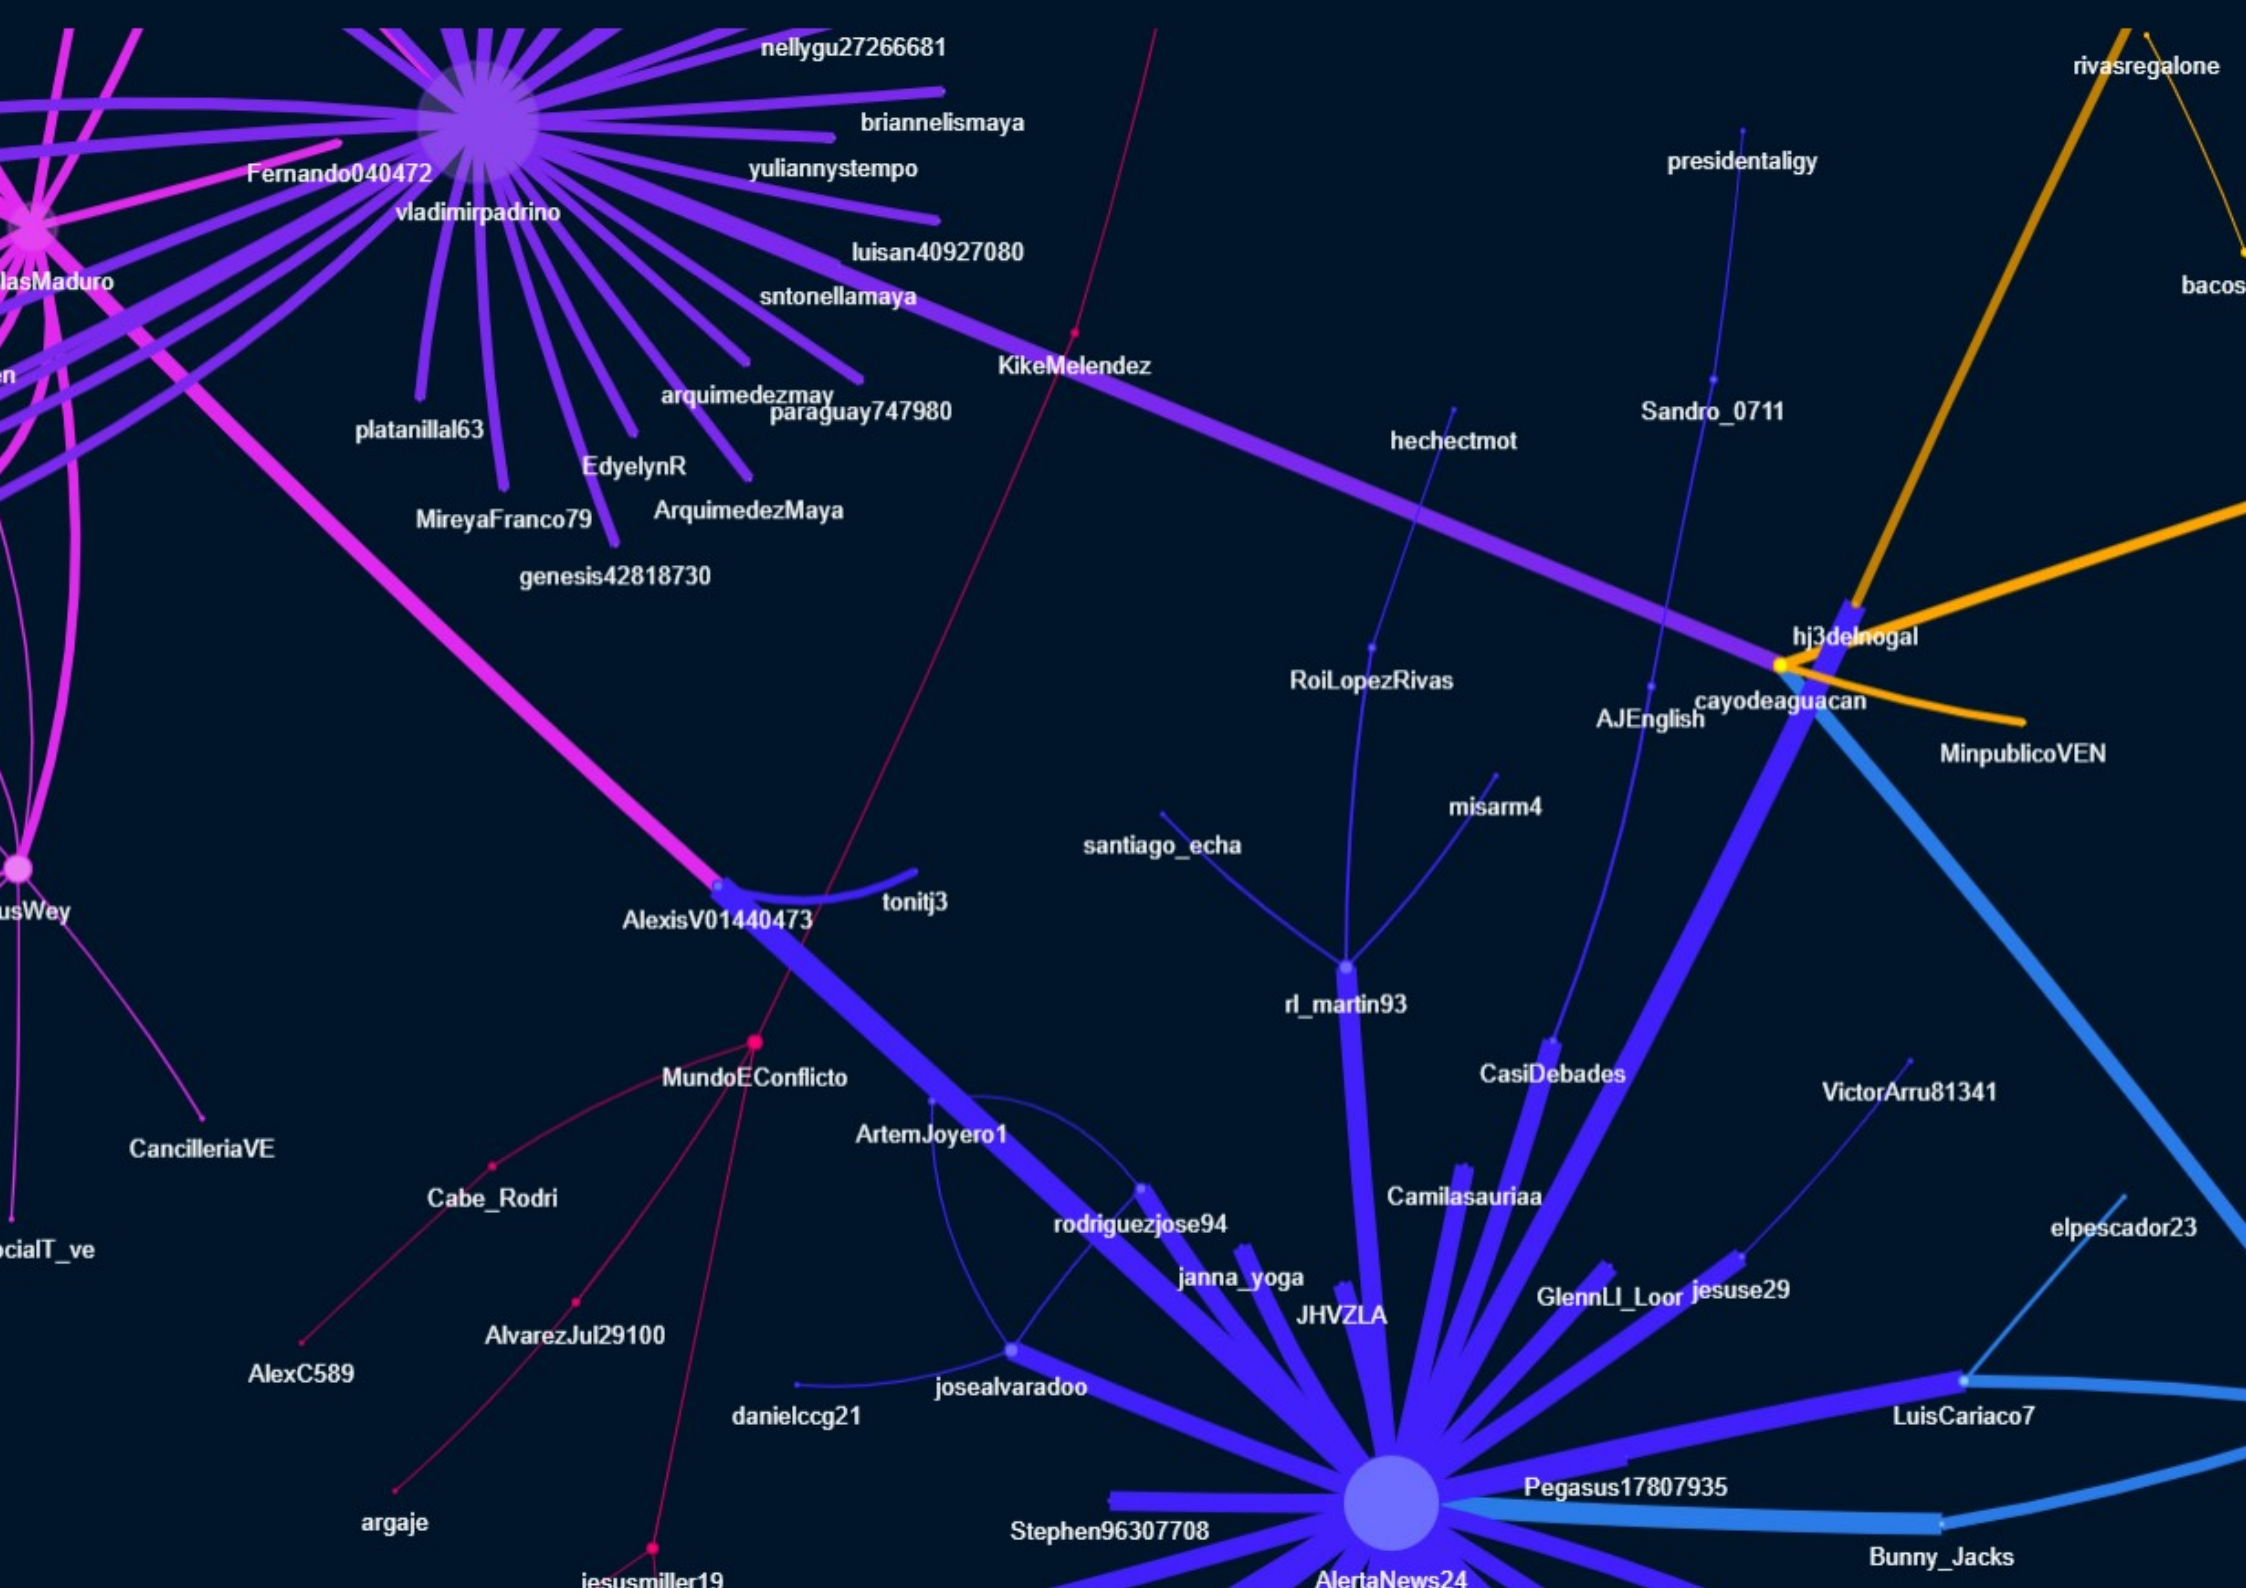 nellygu27266681
rivasregalone
briannelismaya
presidentaligy
yuliannystempo
Fernando040472
vladimirpadrino
luisan40927080
lasMaduro
bacos
sntonellamaya
KikeMelendez
en
arquimedezmay
paraguay747980
Sandro_0711
platanillal63
hechectmot
EdyelynR
ArquimedezMaya
MireyaFranco79
genesis42818730
hj3delnogal
RoiLopezRivas
cayodeaguacan
AJEnglish
MinpublicoVEN
misarm4
santiago_echa
tonitj3
usWey
AlexisV01440473
rl_martin93
CasiDebades
MundoEConflicto
VictorArru81341
ArtemJoyero1
CancilleriaVE
Cabe_Rodri
Camilasauriaa
rodriguezjose94
elpescador23
ocialT_ve
janna_yoga
jesuse29
JHVZLA
AlvarezJul29100
AlexC589
josealvaradoo
danielccg21
LuisCariaco7
Pegasus17807935
argaje
Stephen96307708
Bunny_Jacks
jesusmiller19
AlertaNews24